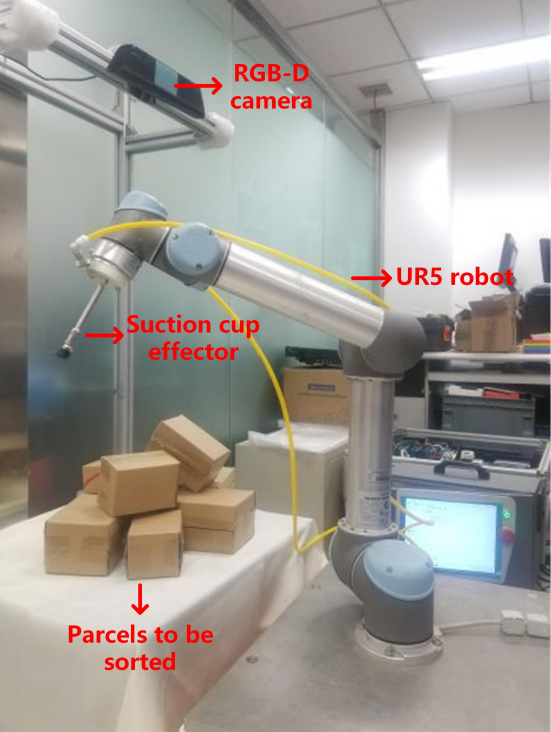 RGB-D
camera
UR5 robot
Suction cup
effector
Parcels to be
sorted